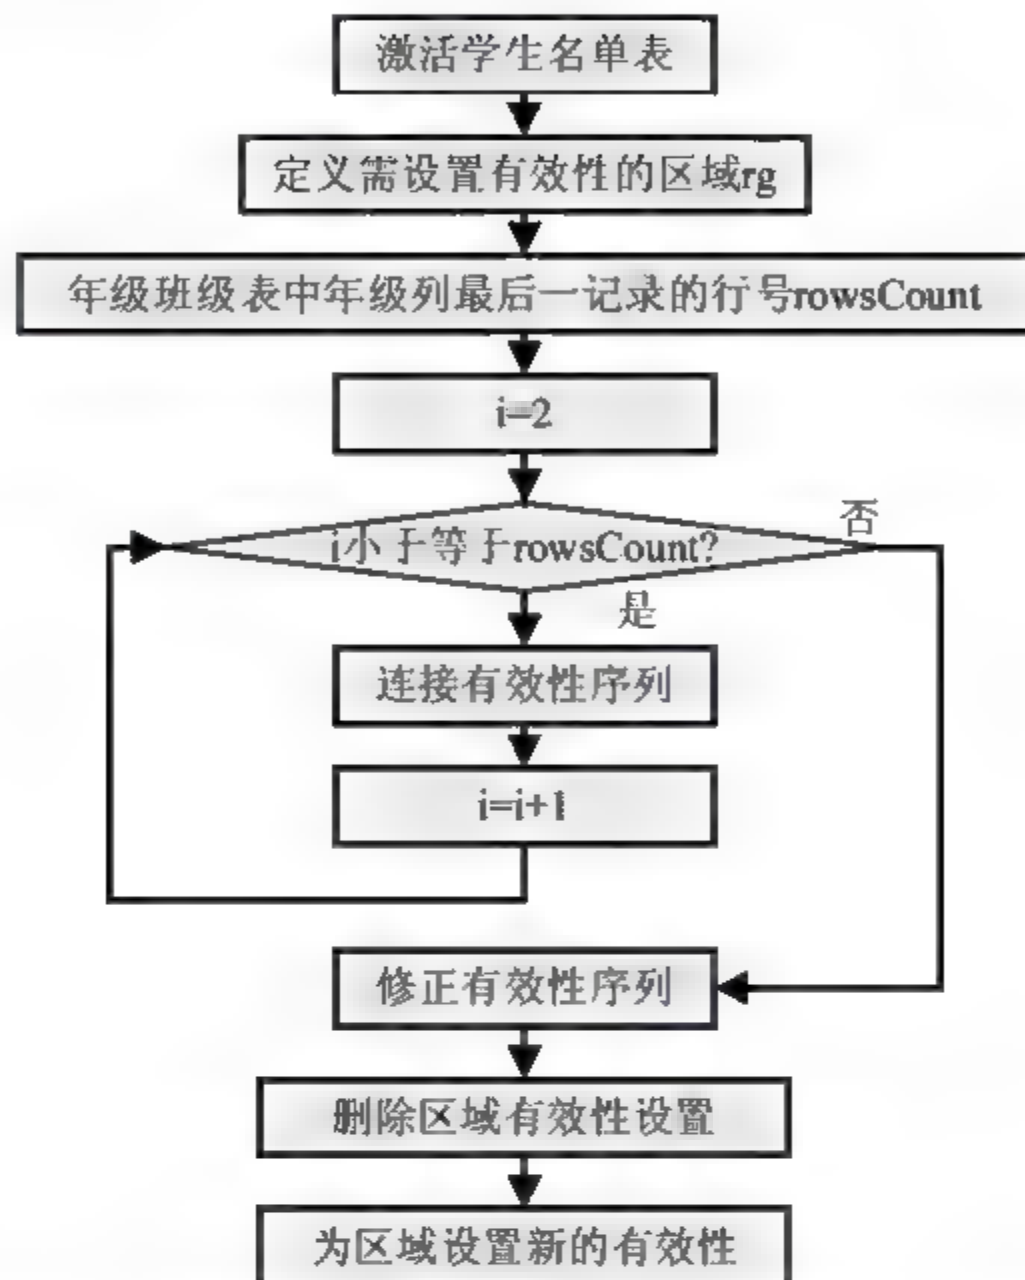 激活学生名单表
定义需设置有效性的区域rg
年级班级表中年级列最后一记录的行号rowsCount
i=2
i小于等于rowsCount?
否
是
连接有效性序列
i=i+1
修正有效性序列
删除区域有效性设置
为区域设置新的有效性